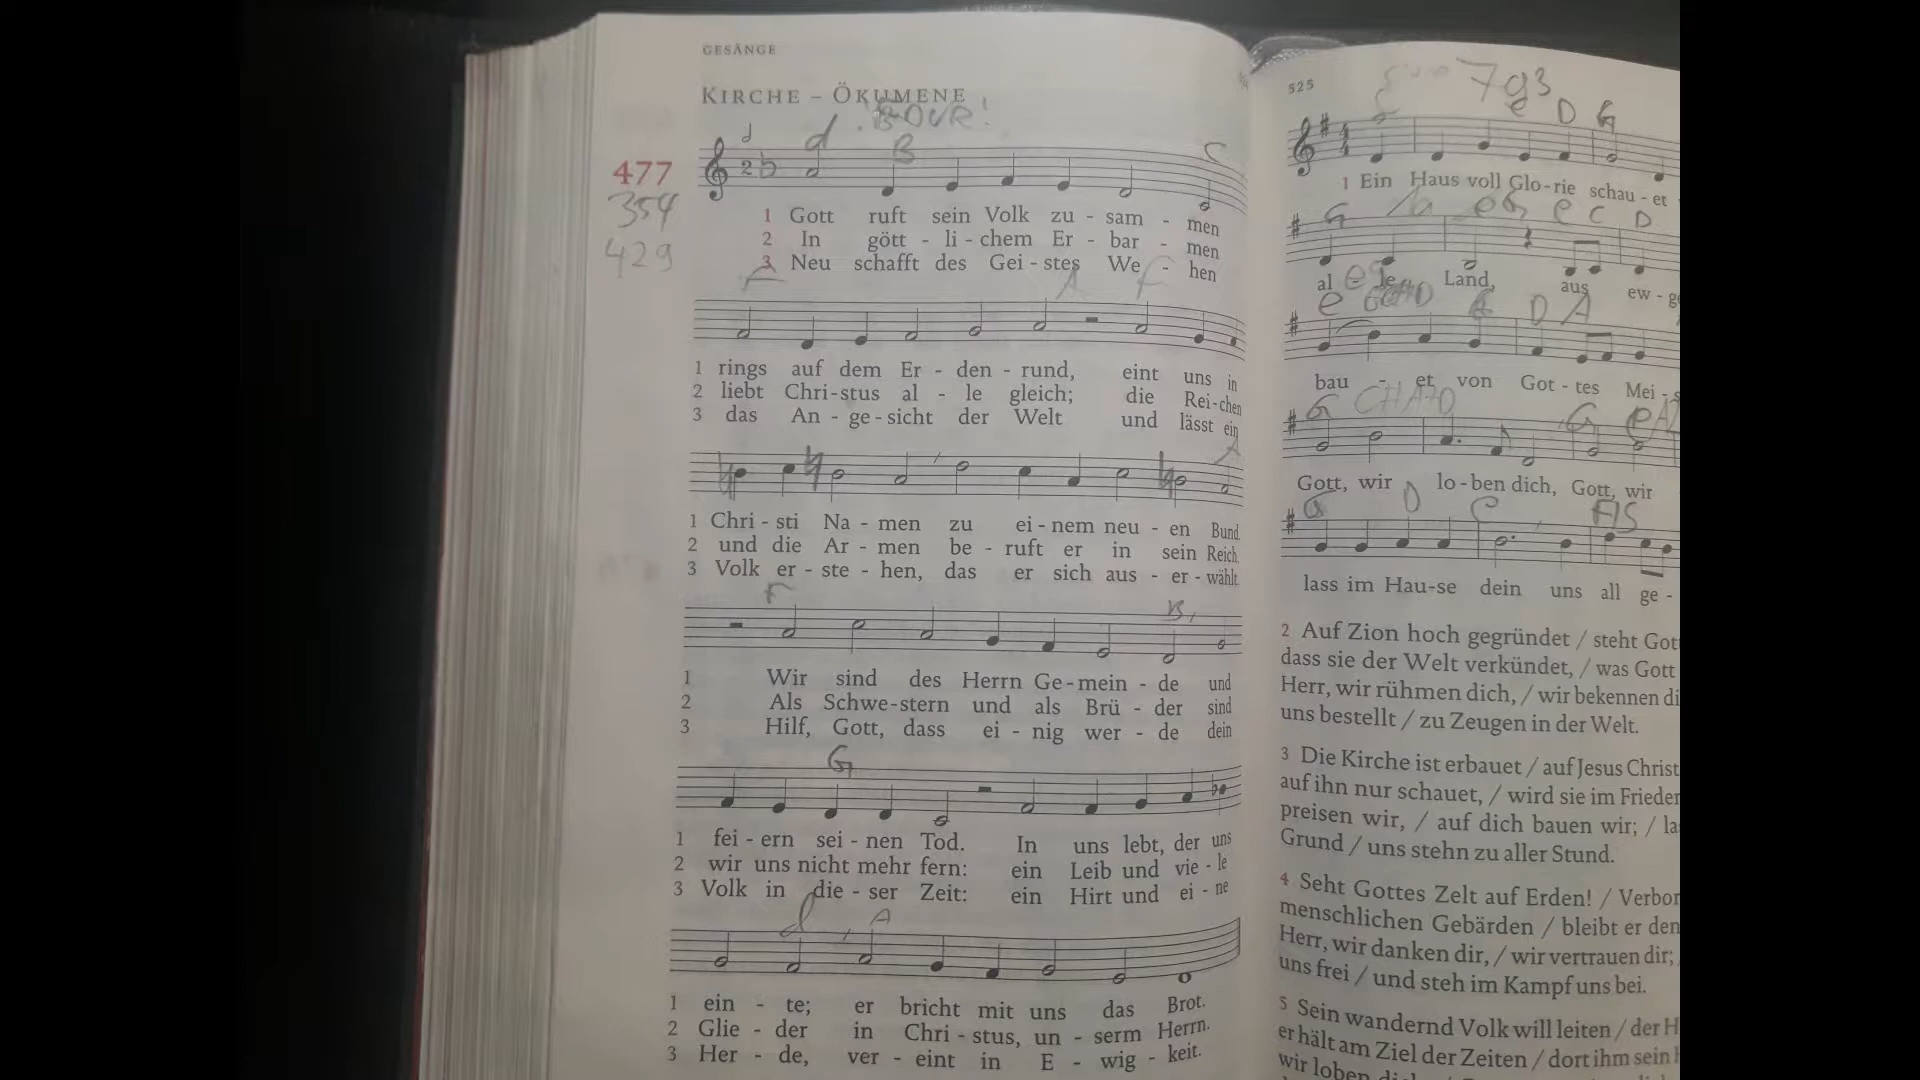 GESÄNGE
KIRCHE – ÖKUMENE
B-DUR!
d B C
477
354
429
1 Gott ruft sein Volk zu - sam - men
2 In gött - li - chem Er - bar - men
3 Neu schafft des Gei - stes We - hen
F A F
1 rings auf dem Er - den - rund, eint uns in
2 liebt Chri - stus al - le gleich; die Rei - chen
3 das An - ge - sicht der Welt und lässt ein
A
1 Chri - sti Na - men zu ei - nem neu - en Bund.
2 und die Ar - men be - ruft er in sein Reich.
3 Volk er - ste - hen, das er sich aus - er - wählt.
F B
1 Wir sind des Herrn Ge - mein - de und
2 Als Schwe - stern und als Brü - der sind
3 Hilf, Gott, dass ei - nig wer - de dein
G
1 fei - ern sei - nen Tod. In uns lebt, der uns
2 wir uns nicht mehr fern: ein Leib und vie - le
3 Volk in die - ser Zeit: ein Hirt und ei - ne
d A
1 ein - te; er bricht mit uns das Brot.
2 Glie - der in Chri - stus, un - serm Herrn.
3 Her - de, ver - eint in E - wig - keit.
525
7g3
e D G
1 Ein Haus voll Glo - rie schau - et
G e C D
al - le Land, aus ew - ge
e D A
bau - et von Got - tes Mei - s
G G
Gott, wir lo - ben dich, Gott, wir
G D C FIS
lass im Hau - se dein uns all ge -
2 Auf Zion hoch gegründet / steht Got
dass sie der Welt verkündet, / was Gott
Herr, wir rühmen dich, / wir bekennen di
uns bestellt / zu Zeugen in der Welt.
3 Die Kirche ist erbauet / auf Jesus Christ
auf ihn nur schauet, / wird sie im Frieden
preisen wir, / auf dich bauen wir; / la
Grund / uns stehn zu aller Stund.
4 Seht Gottes Zelt auf Erden! / Verbor
menschlichen Gebärden / bleibt er den
Herr, wir danken dir, / wir vertrauen dir;
uns frei / und steh im Kampf uns bei.
5 Sein wandernd Volk will leiten / der H
erhält am Ziel der Zeiten / dort ihm sein
wir loben